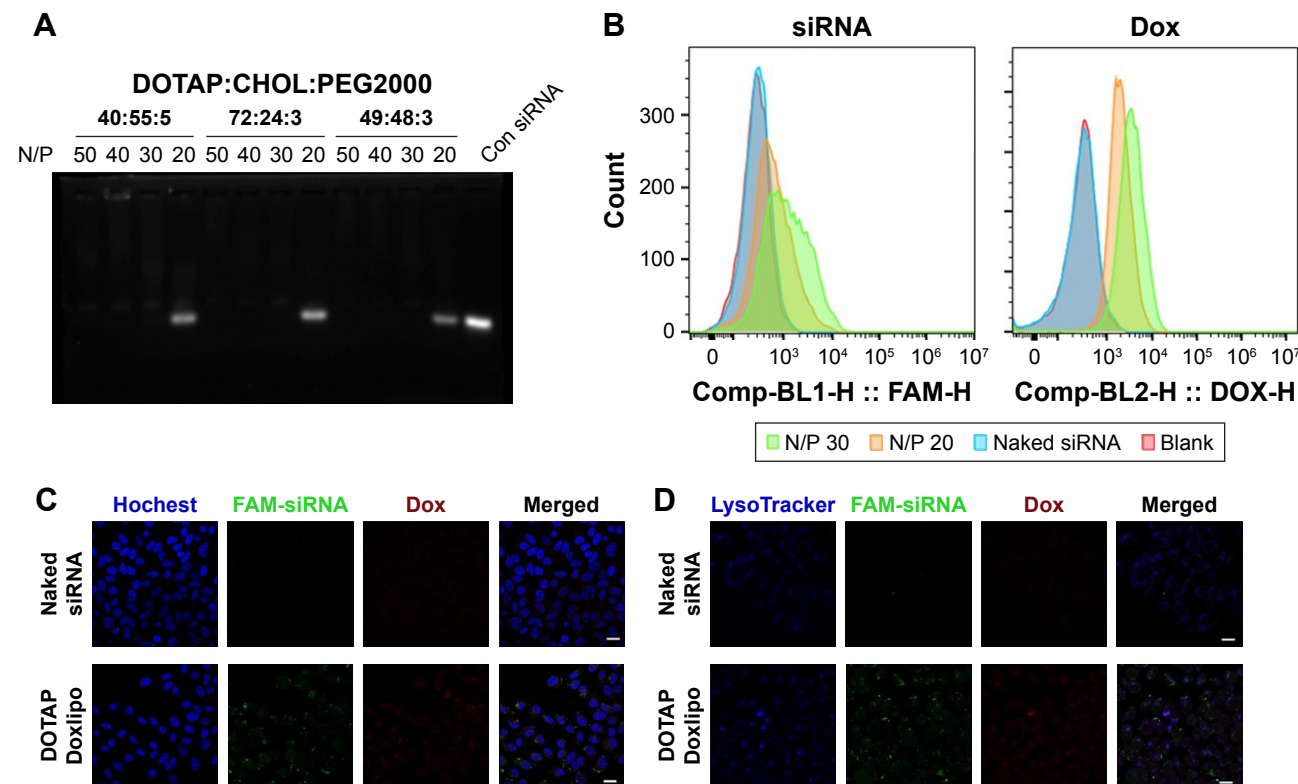 A
DOTAP:CHOL:PEG2000
40:55:5 72:24:3 49:48:3 Con siRNA
N/P 50 40 30 20 50 40 30 20 50 40 30 20
B
siRNA Dox
Count
300
200
100
0
0 10³ 10⁴ 10⁵ 10⁶ 10⁷
0 10³ 10⁴ 10⁵ 10⁶ 10⁷
Comp-BL1-H :: FAM-H Comp-BL2-H :: DOX-H
N/P 30 N/P 20 Naked siRNA Blank
C
Hochest FAM-siRNA Dox Merged
Naked
siRNA
DOTAP
Doxlipo
D
LysoTracker FAM-siRNA Dox Merged
Naked
siRNA
DOTAP
Doxlipo